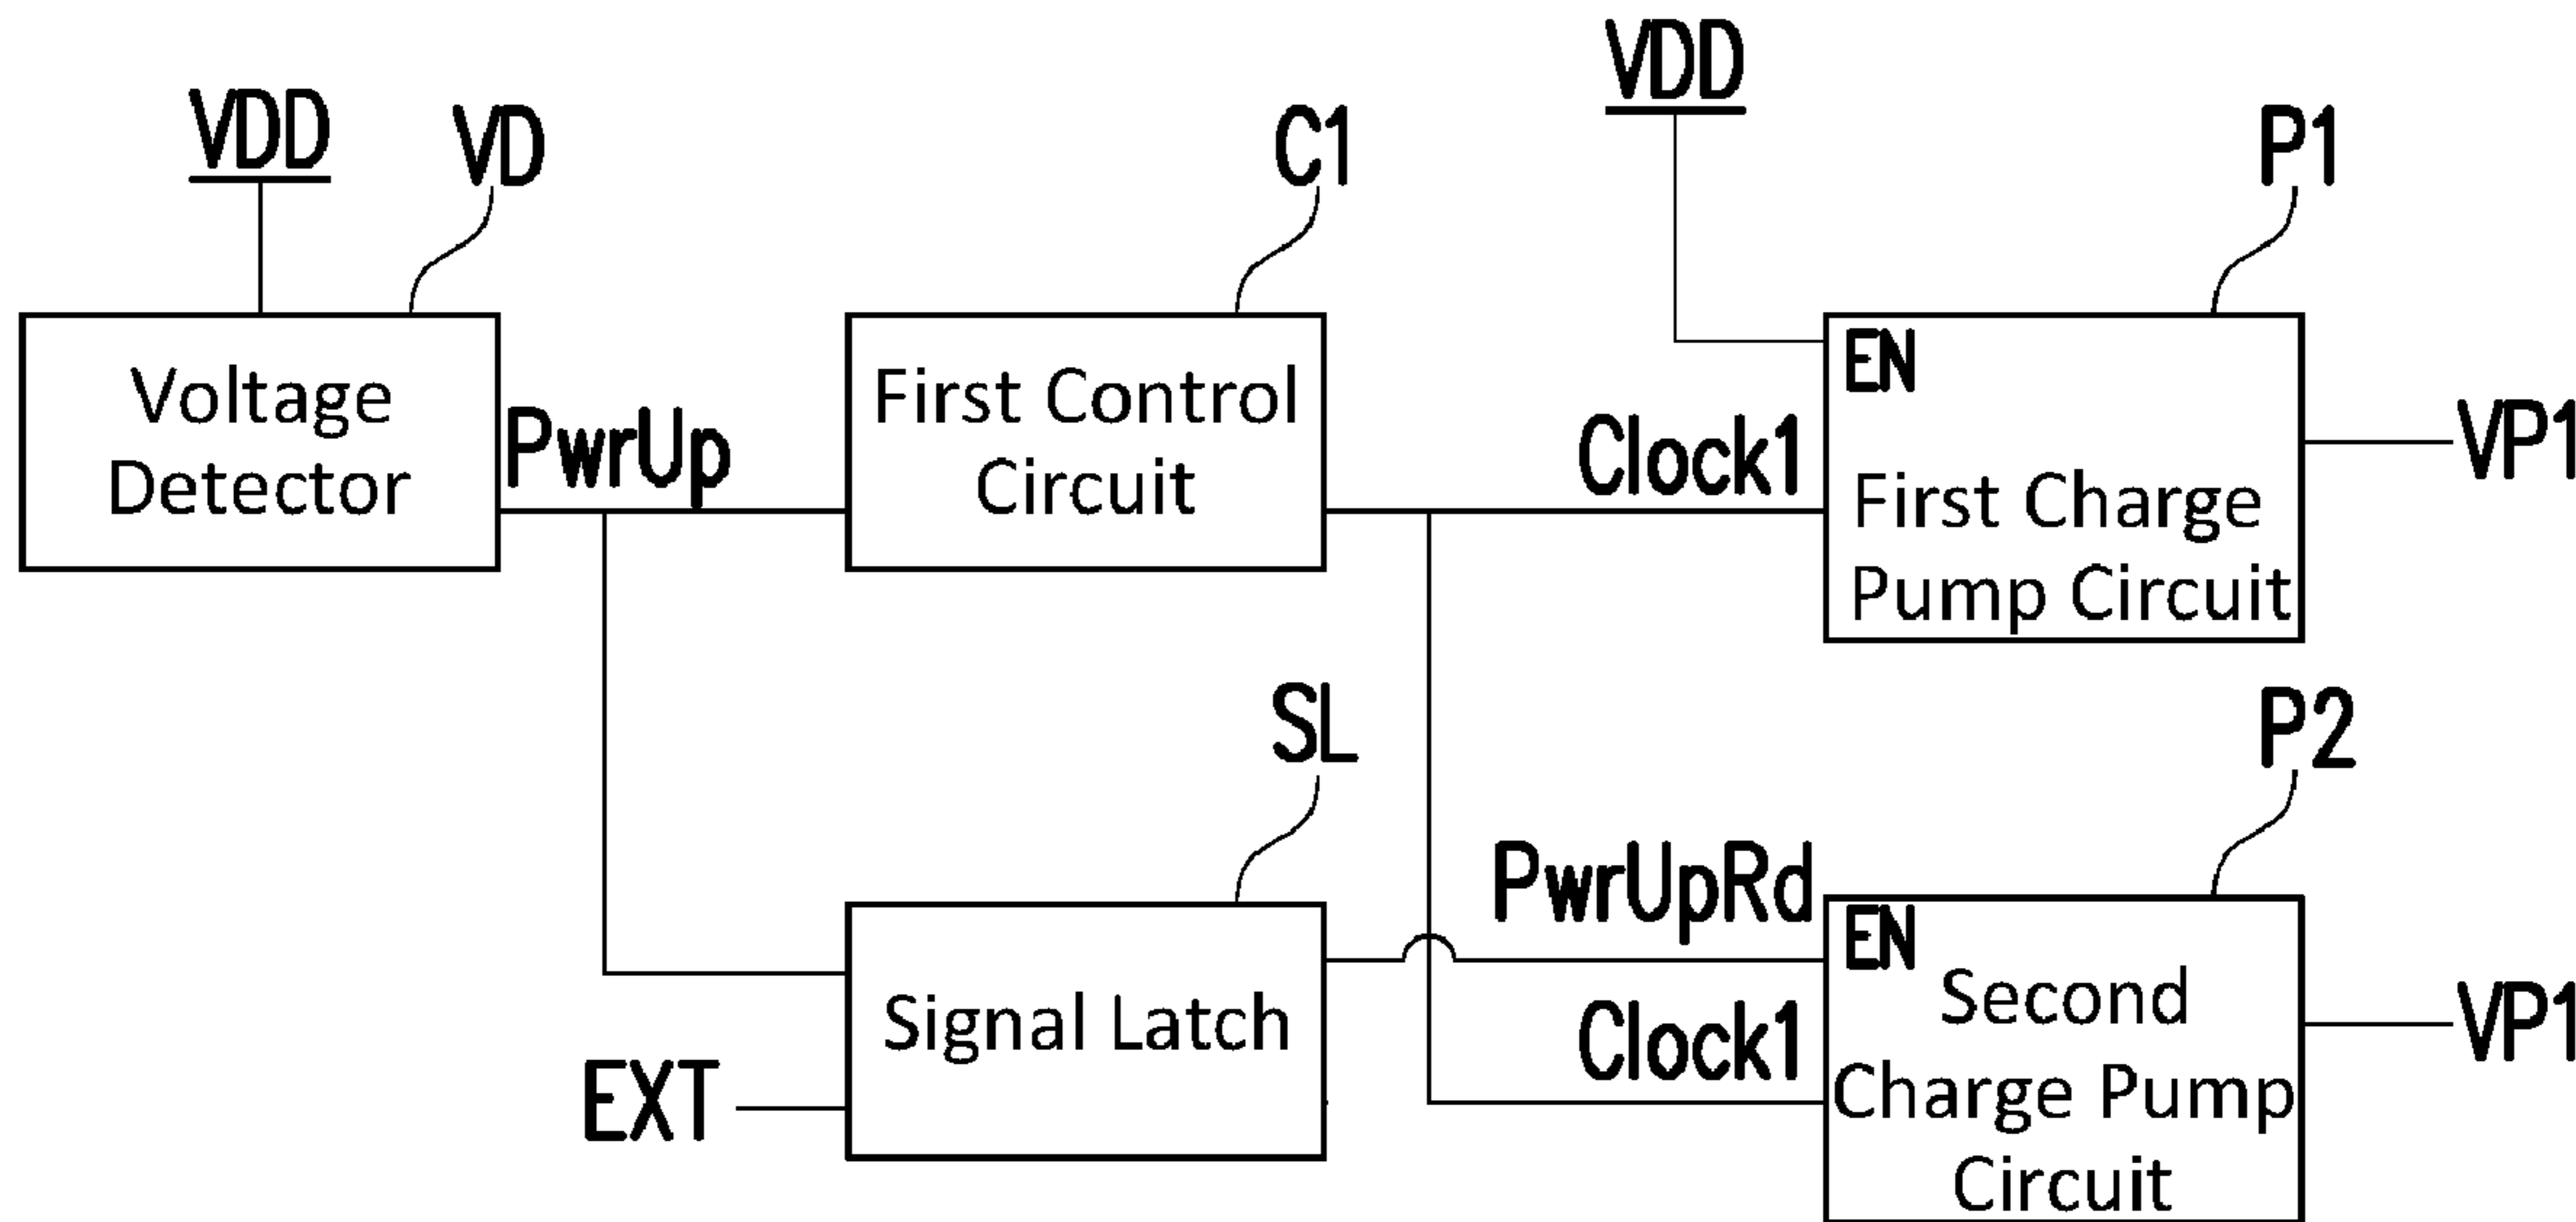 VDD
VD
Voltage
Detector
PwrUp
C1
First Control
Circuit
VDD
P1
EN
Clock1
First Charge
Pump Circuit
VP1
SL
Signal Latch
EXT
PwrUpRd
Clock1
P2
EN
Second
Charge Pump
Circuit
VP1